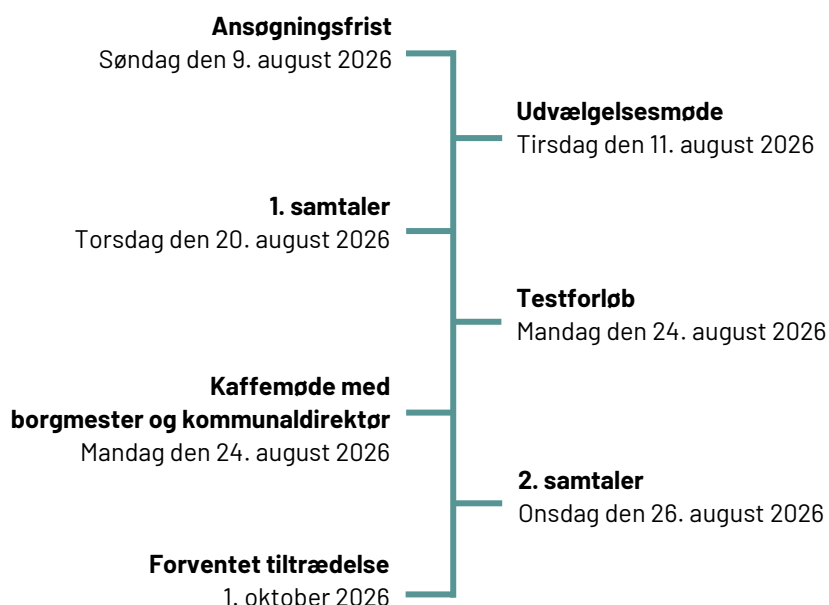 Ansøgningsfrist
Søndag den 9. august 2026
Udvælgelsesmøde
Tirsdag den 11. august 2026
1. samtaler
Torsdag den 20. august 2026
Testforløb
Mandag den 24. august 2026
Kaffemøde med
borgmester og kommunaldirektør
Mandag den 24. august 2026
2. samtaler
Onsdag den 26. august 2026
Forventet tiltrædelse
1. oktober 2026